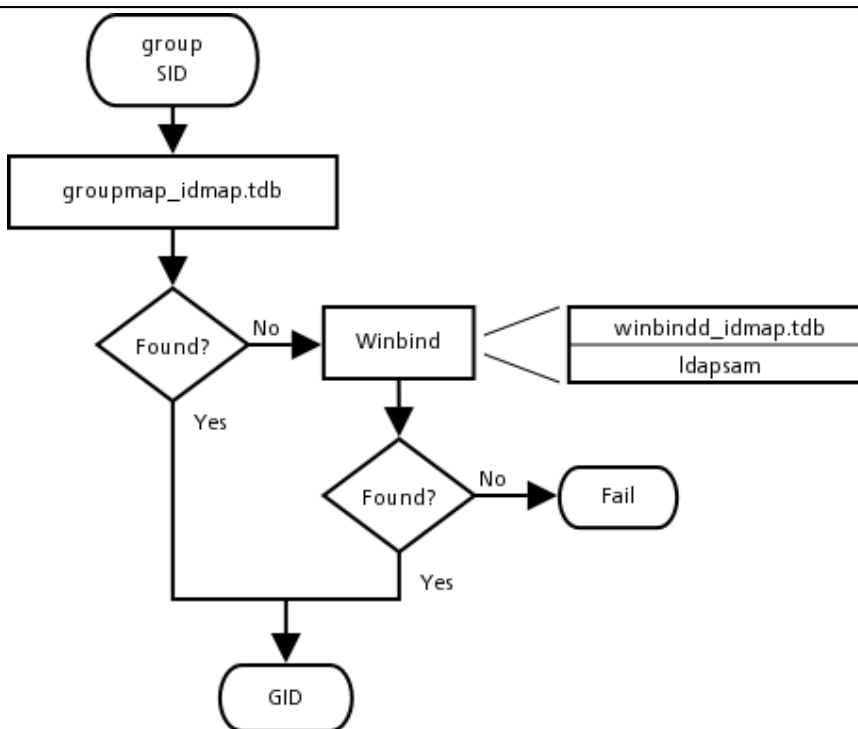 group
SID
groupmap_idmap.tdb
Found?
No
Winbind
winbindd_idmap.tdb
ldapsam
Yes
Found?
No
Fail
Yes
GID